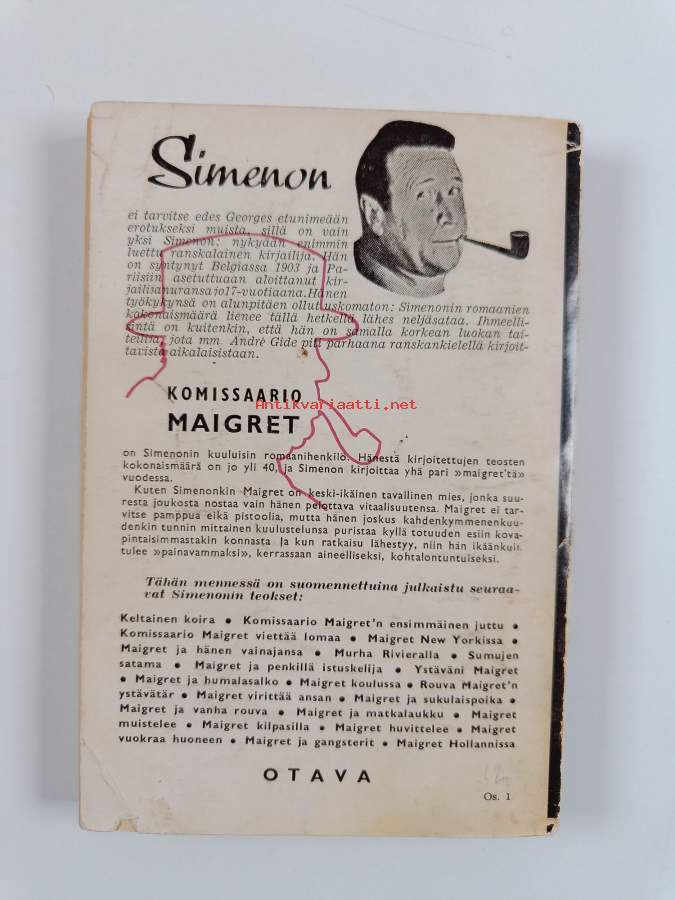 Simenon
ei tarvitse edes Georges etunimeään
erotukseksi muista, sillä on vain
yksi Simenon: nykyään enimmin
luettu ranskalainen kirjailija. Hän
on syntynyt Belgiassa 1903 ja Pa-
riisiin asetuttuaan aloittanut kir-
jailijanuransa jo 17-vuotiaana. Hänen
työkykynsä on alunpitäen ollut uskomaton: Simenonin romaanien
kokonaismäärä lienee tällä hetkellä lähes neljäsataa. Ihmeelli-
sintä on kuitenkin, että hän on samalla korkean luokan tai-
teilija, jota mm. André Gide piti parhaana ranskankielellä kirjoit-
tavista aikalaisistaan.
KOMISSAARIO
MAIGRET
Antikvariaatti.net
on Simenonin kuuluisin romaanihenkilö. Hänestä kirjoitettujen teosten
kokonaismäärä on jo yli 40, ja Simenon kirjoittaa yhä pari »maigret'tä»
vuodessa.
Kuten Simenonkin Maigret on keski-ikäinen tavallinen mies, jonka suu-
resta joukosta nostaa vain hänen pelottava vitaalisuutensa. Maigret ei tar-
vitse pamppua eikä pistoolia, mutta hänen joskus kahdenkymmenenkuu-
denkin tunnin mittainen kuulustelunsa puristaa kyllä totuuden esiin kova-
pintaisimmastakin konnasta Ja kun ratkaisu lähestyy, niin hän ikäänkuin
tulee »painavammaksi», kerrassaan aineelliseksi, kohtalontuntuiseksi.
Tähän mennessä on suomennettuina julkaistu seuraa-
vat Simenonin teokset:
Keltainen koira • Komissaario Maigret'n ensimmäinen juttu •
Komissaario Maigret viettää lomaa • Maigret New Yorkissa •
Maigret ja hänen vainajansa • Murha Rivieralla • Sumujen
satama • Maigret ja penkillä istuskelija • Ystäväni Maigret
• Maigret ja humalasalko • Maigret koulussa • Rouva Maigret'n
ystävätär • Maigret virittää ansan • Maigret ja sukulaispoika •
Maigret ja vanha rouva • Maigret ja matkalaukku • Maigret
muistelee • Maigret kilpasilla • Maigret huvittelee • Maigret
vuokraa huoneen • Maigret ja gangsterit • Maigret Hollannissa
OTAVA
Os. 1